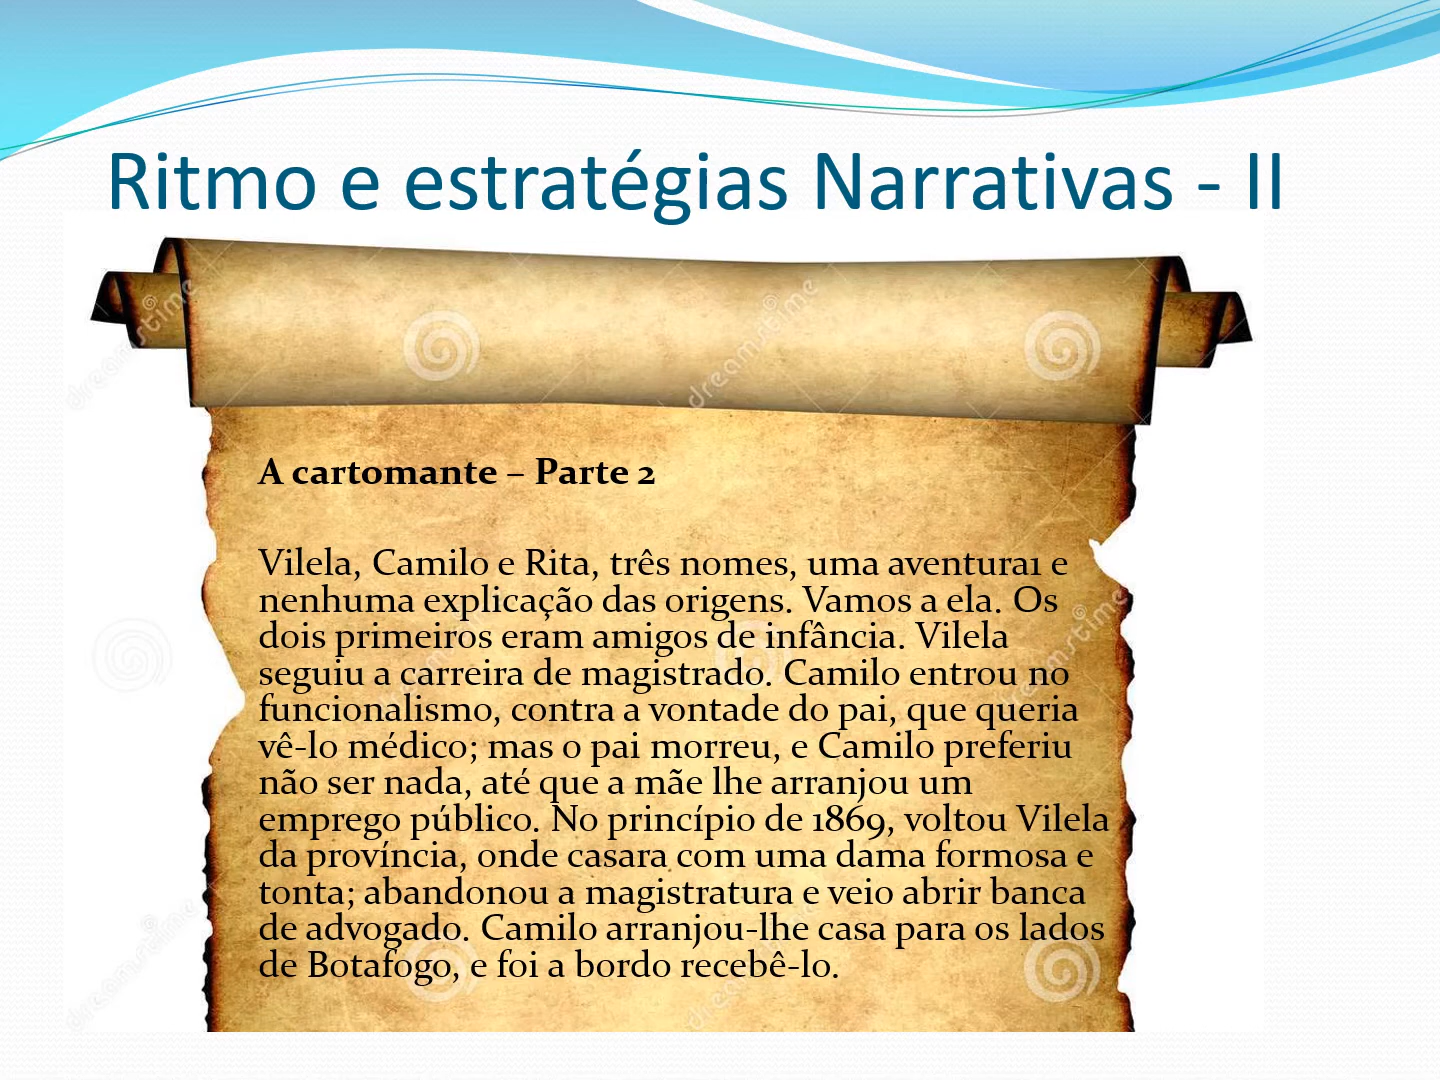 Ritmo e estratégias Narrativas - II
A cartomante – Parte 2
Vilela, Camilo e Rita, três nomes, uma aventura1 e
nenhuma explicação das origens. Vamos a ela. Os
dois primeiros eram amigos de infância. Vilela
seguiu a carreira de magistrado. Camilo entrou no
funcionalismo, contra a vontade do pai, que queria
vê-lo médico; mas o pai morreu, e Camilo preferiu
não ser nada, até que a mãe lhe arranjou um
emprego público. No princípio de 1869, voltou Vilela
da província, onde casara com uma dama formosa e
tonta; abandonou a magistratura e veio abrir banca
de advogado. Camilo arranjou-lhe casa para os lados
de Botafogo, e foi a bordo recebê-lo.
dreamstime
dreamstime
dreamstime
dreamstime
dreamstime